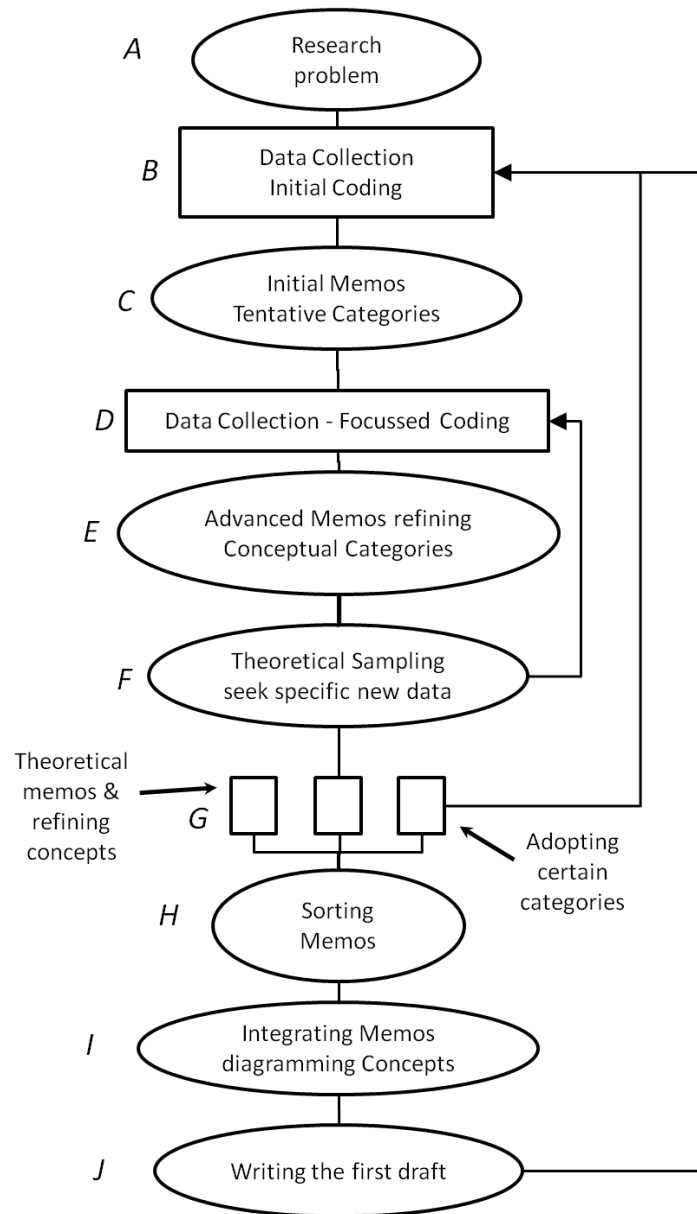 A
Research
problem
B
Data Collection
Initial Coding
C
Initial Memos
Tentative Categories
D
Data Collection - Focussed Coding
E
Advanced Memos refining
Conceptual Categories
F
Theoretical Sampling
seek specific new data
Theoretical
memos &
refining
concepts
G
Adopting
certain
categories
H
Sorting
Memos
I
Integrating Memos
diagramming Concepts
J
Writing the first draft